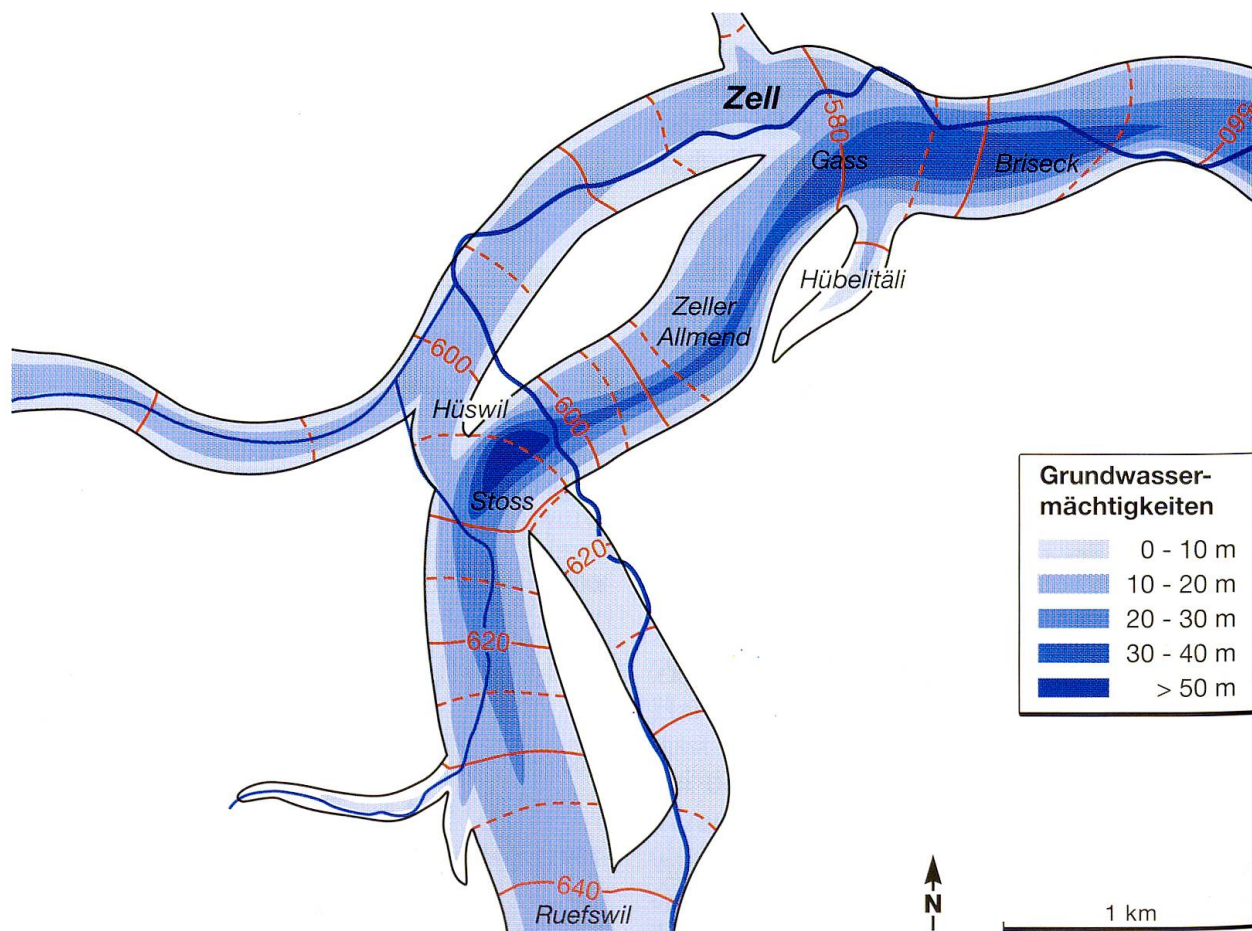 Zell
580
560
Gass
Briseck
Hübelitäli
Zeller
Allmend
600
Hüswil
600
Stoss
620
620
640
Ruefswil
Grundwasser-
mächtigkeiten
0 - 10 m
10 - 20 m
20 - 30 m
30 - 40 m
> 50 m
N
1 km